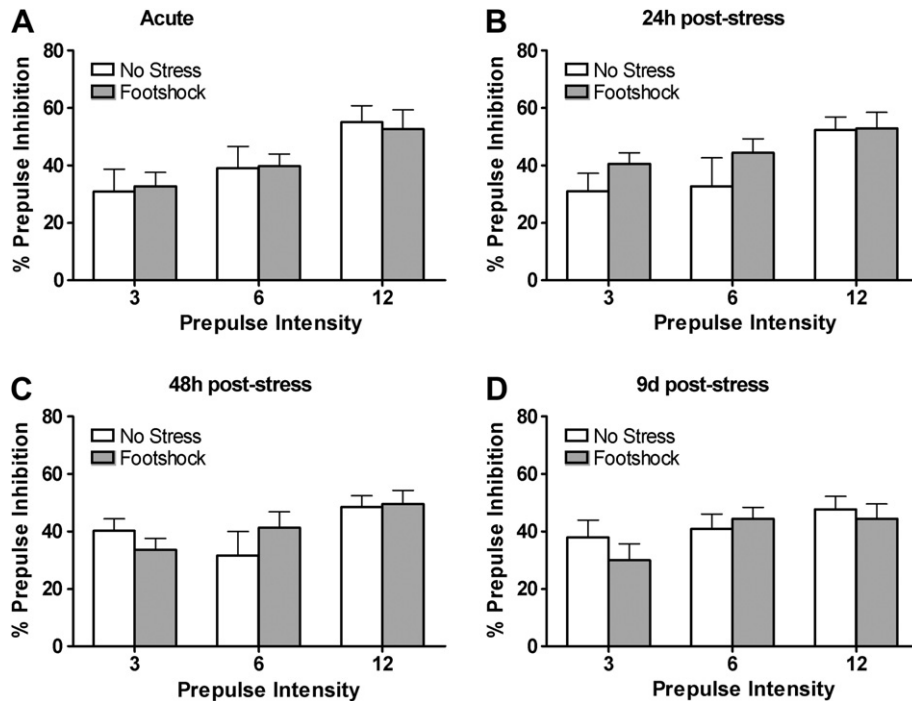 A
Acute
% Prepulse Inhibition
80
60
40
20
0
No Stress
Footshock
3 6 12
Prepulse Intensity
B
24h post-stress
% Prepulse Inhibition
80
60
40
20
0
No Stress
Footshock
3 6 12
Prepulse Intensity
C
48h post-stress
% Prepulse Inhibition
80
60
40
20
0
No Stress
Footshock
3 6 12
Prepulse Intensity
D
9d post-stress
% Prepulse Inhibition
80
60
40
20
0
No Stress
Footshock
3 6 12
Prepulse Intensity